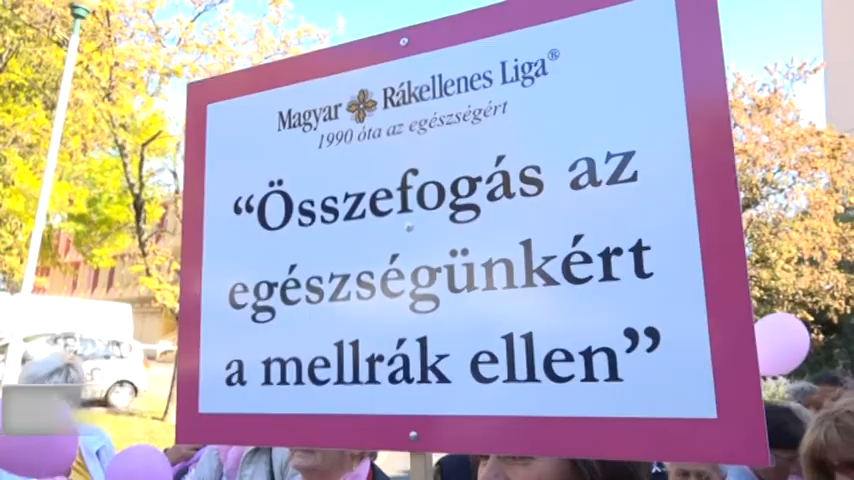 Magyar Rákellenes Liga®
1990 óta az egészségért
“Összefogás az
egészségünkért
a mellrák ellen”